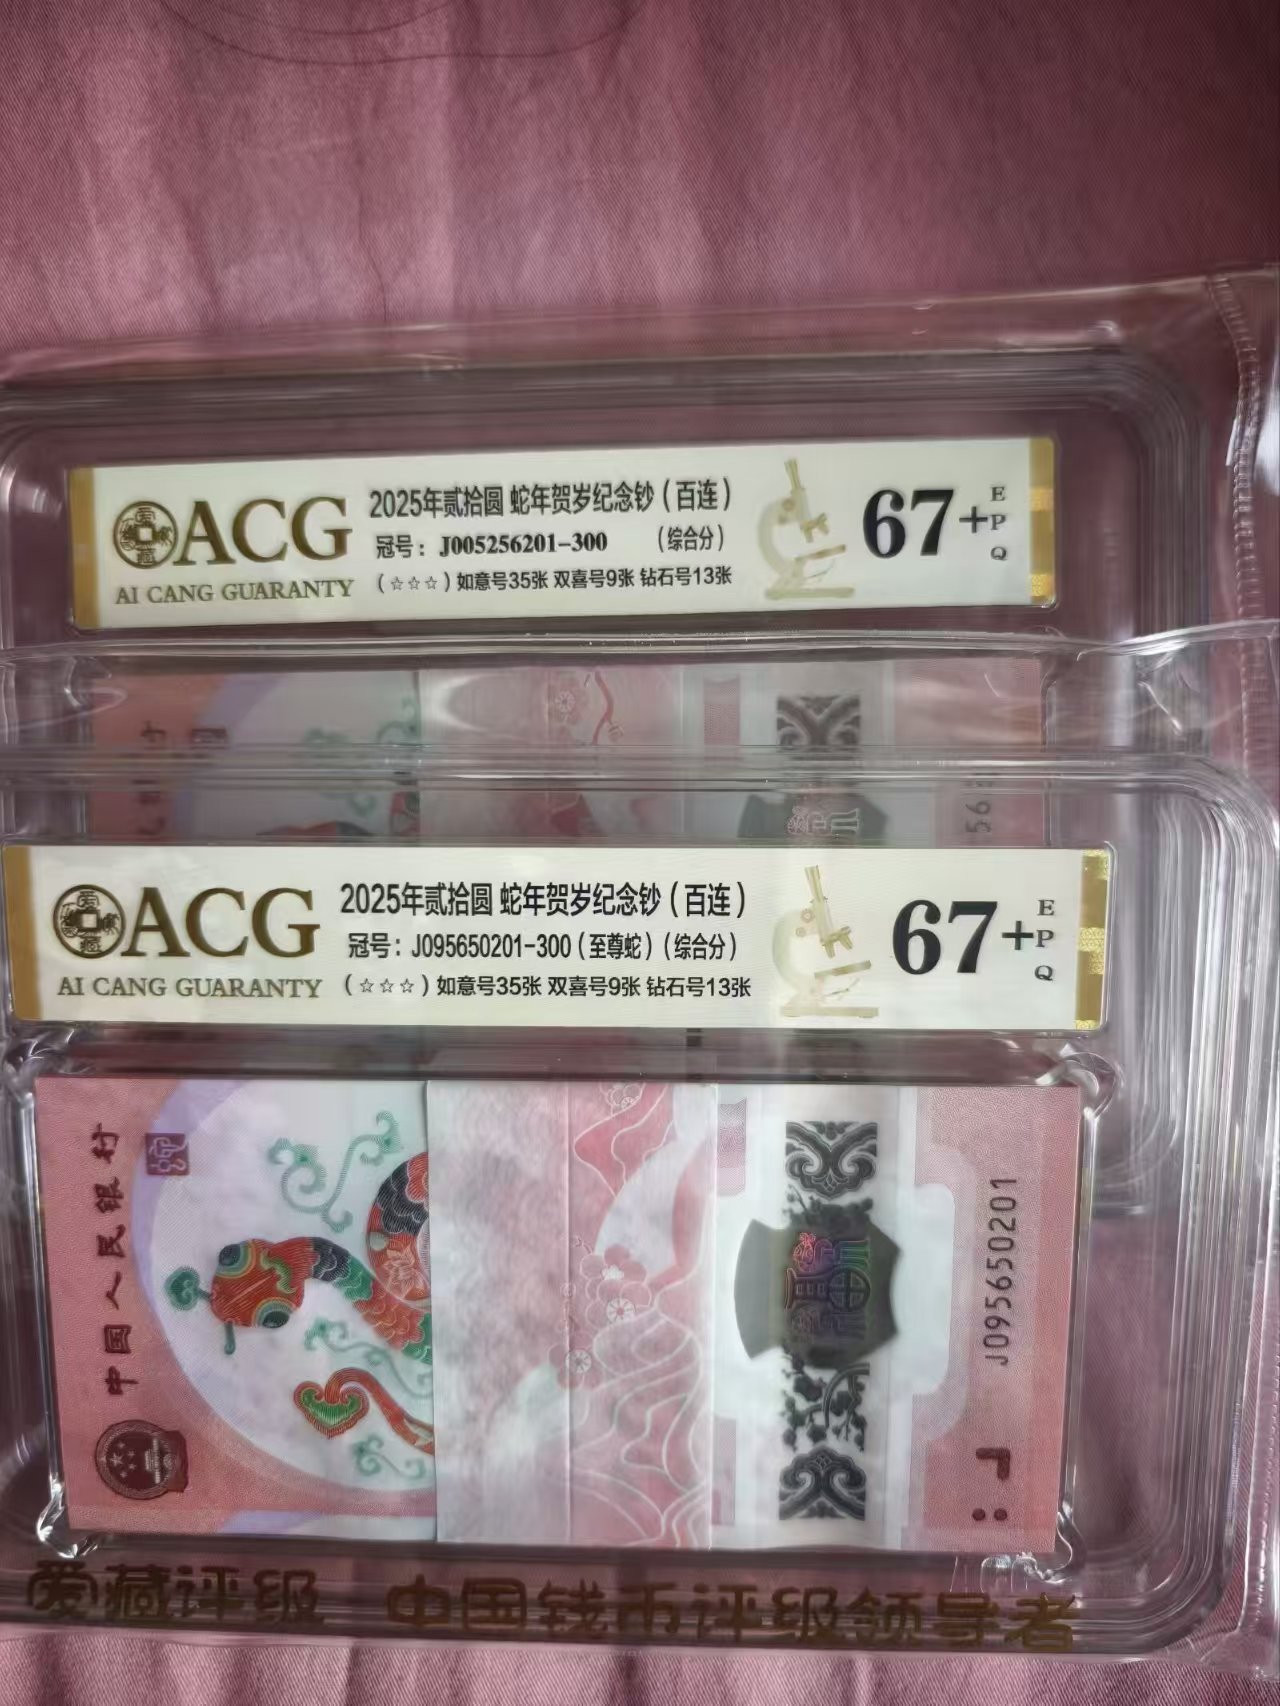 ACG
AI CANG GUARANTY
2025年贰拾圆 蛇年贺岁纪念钞（百连）
冠号：J005256201-300 （综合分）
（☆☆☆）如意号35张 双喜号9张 钻石号13张
67+
EPQ
ACG
AI CANG GUARANTY
2025年贰拾圆 蛇年贺岁纪念钞（百连）
冠号：J095650201-300（至尊蛇）（综合分）
（☆☆☆）如意号35张 双喜号9张 钻石号13张
67+
EPQ
中国人民银行
福
J095650201
爱藏评级 中国钱币评级领导者